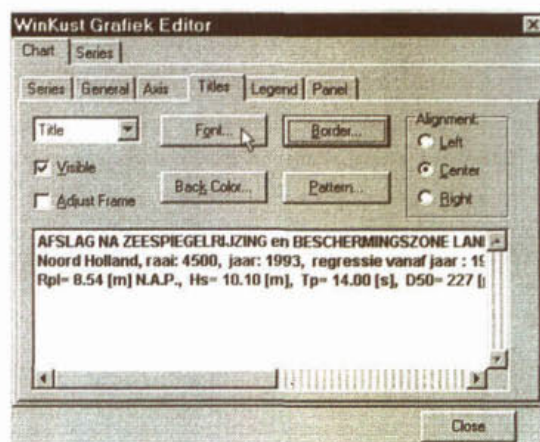 WinKust Grafiek Editor
Chart Series
Series General Axis Titles Legend Panel
Title Font... Border... Alignment:
Left
Visible
Center
Back Color... Pattern...
Adjust Frame Right
AFSLAG NA ZEESPIEGELRIJZING en BESCHERMINGSZONE
Noord Holland, raai: 4500, jaar: 1993, regressie vanaf jaar :
Rpl= 8.54 [m] N.A.P., Hs= 10.10 [m], Tp= 14.00 [s], D50= 227
Close